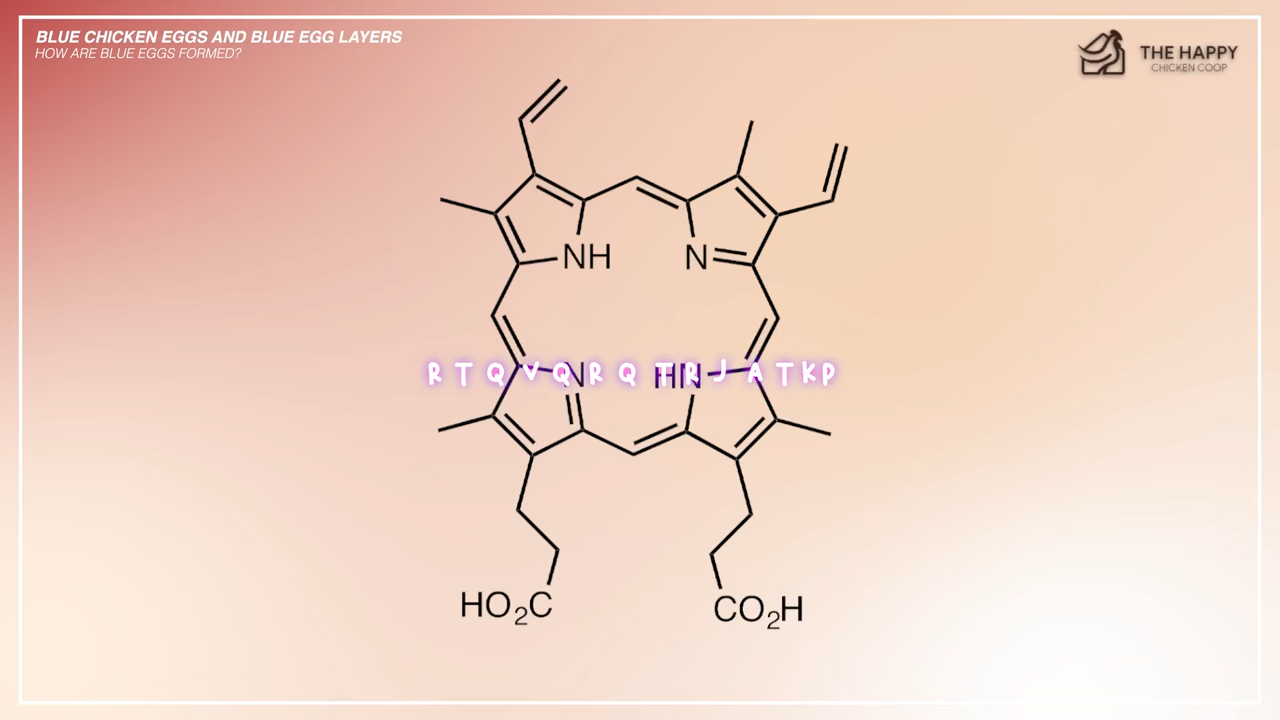 BLUE CHICKEN EGGS AND BLUE EGG LAYERS
HOW ARE BLUE EGGS FORMED?
THE HAPPY
CHICKEN COOP
NH
N
N
HN
R T Q V Q R Q T R J A T K P
HO₂C
CO₂H